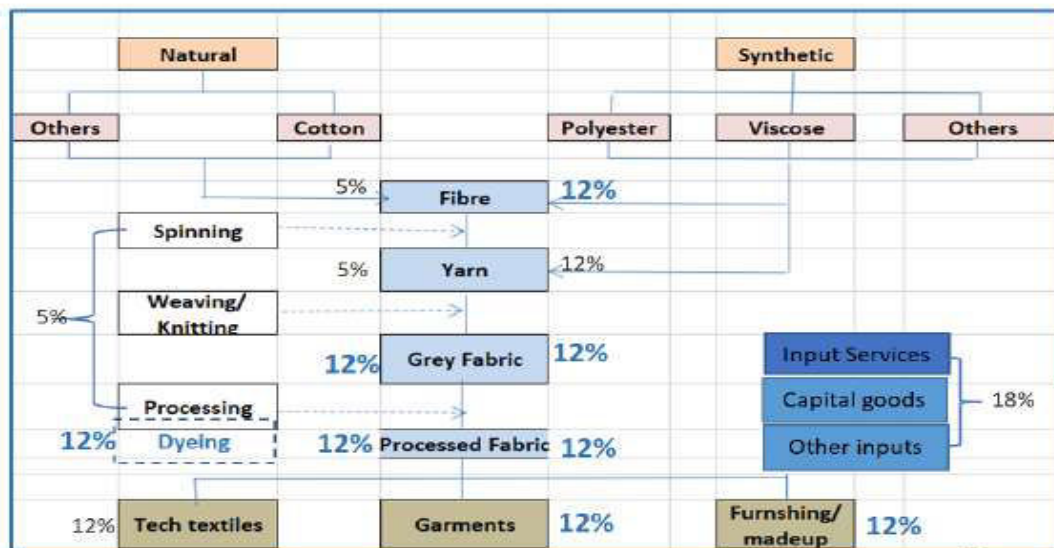 Natural
Synthetic
Others
Cotton
Polyester
Viscose
Others
5%
Fibre
12%
Spinning
5%
Yarn
12%
5%
Weaving/
Knitting
12%
Grey Fabric
12%
Input Services
Capital goods
18%
Processing
12%
Dyeing
12%
Processed Fabric
12%
Other inputs
12%
Tech textiles
Garments
12%
Furnshing/
madeup
12%